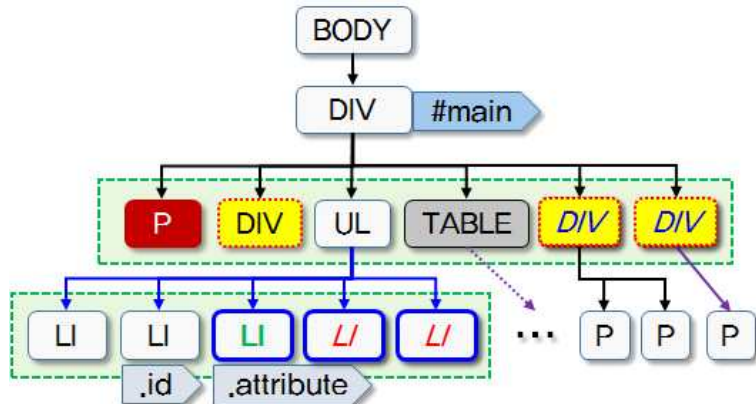 BODY
DIV #main
P DIV UL TABLE DIV DIV
LI LI LI LI LI ... P P P
.id .attribute